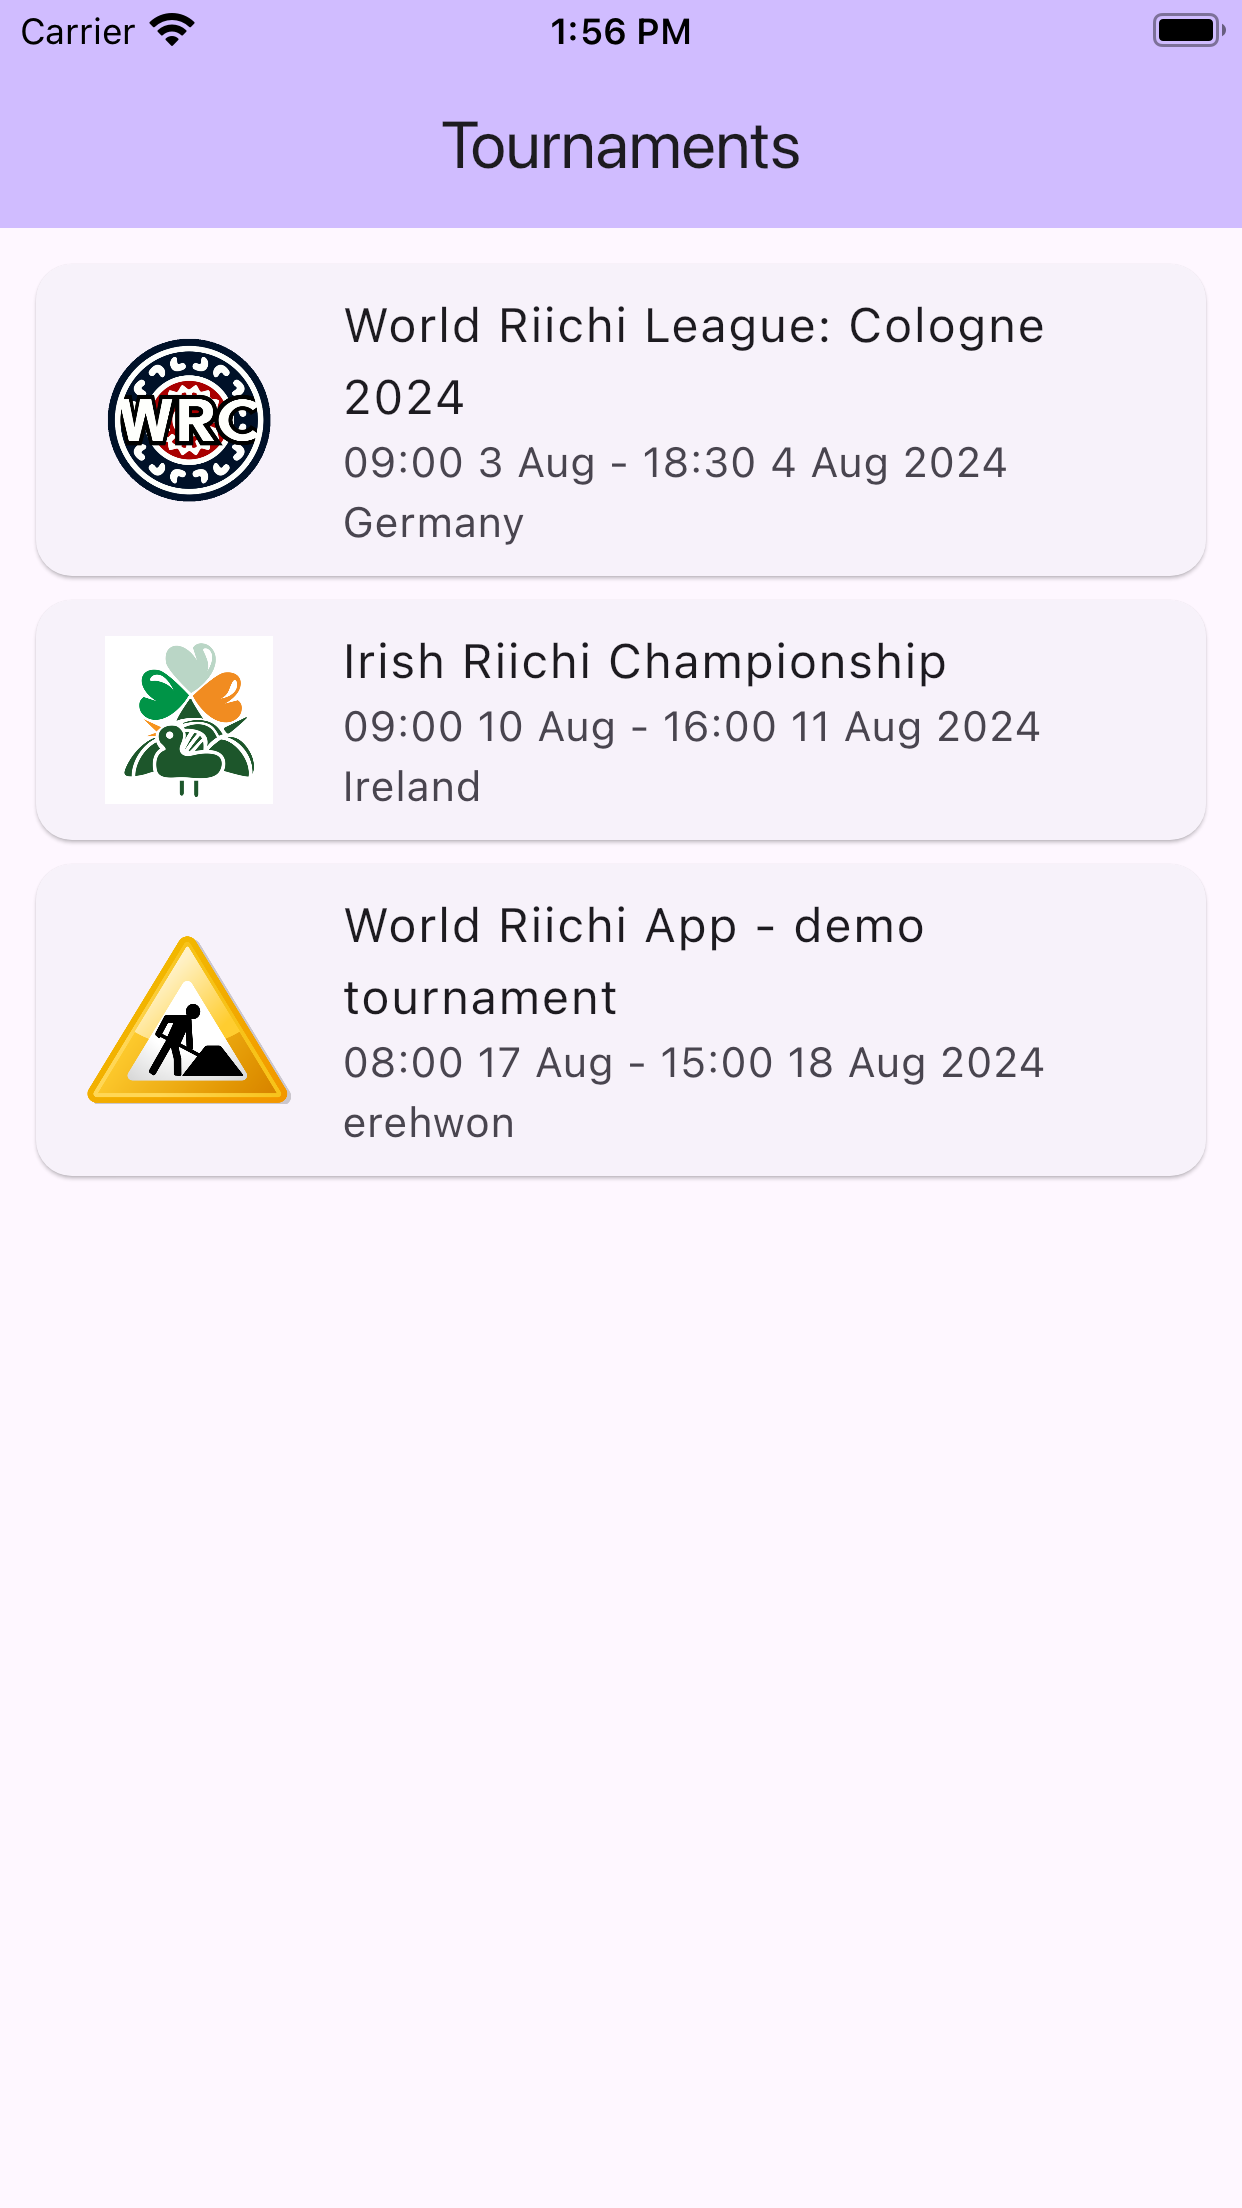 Carrier 1:56 PM
Tournaments
World Riichi League: Cologne
2024
09:00 3 Aug - 18:30 4 Aug 2024
Germany
WRC
Irish Riichi Championship
09:00 10 Aug - 16:00 11 Aug 2024
Ireland
World Riichi App - demo
tournament
08:00 17 Aug - 15:00 18 Aug 2024
erehwon